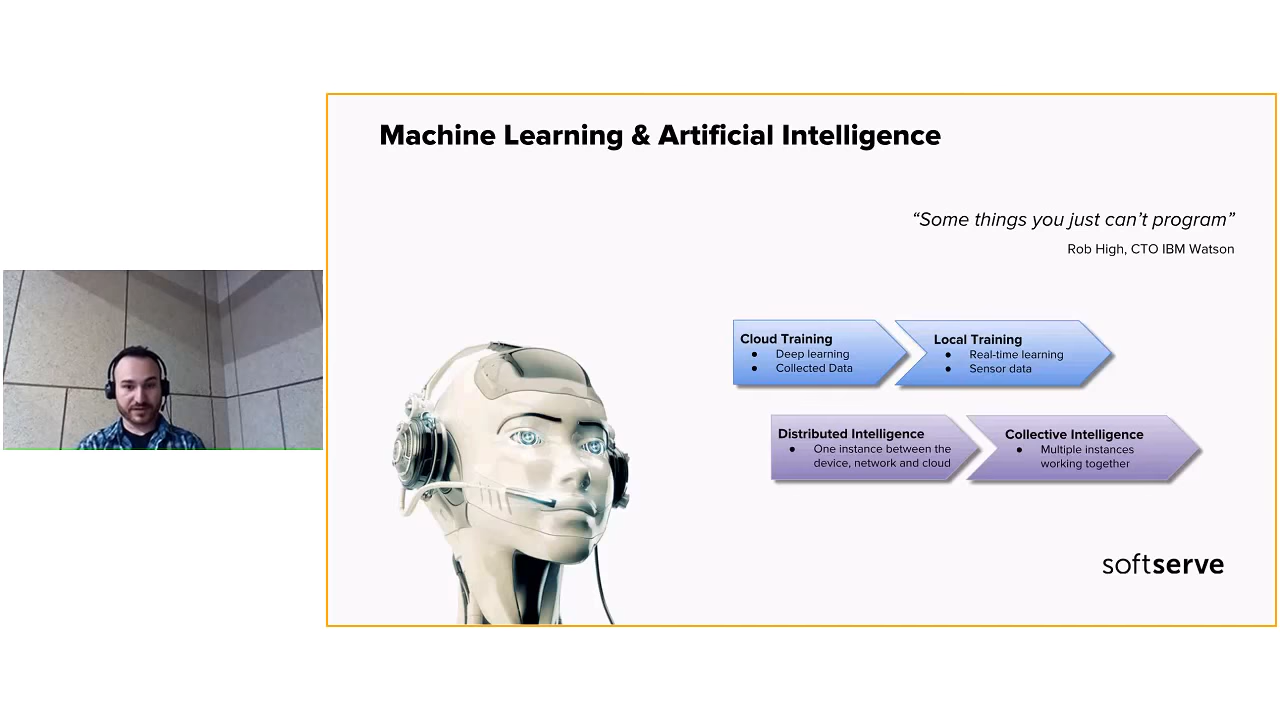 Machine Learning & Artificial Intelligence
“Some things you just can’t program”
Rob High, CTO IBM Watson
Cloud Training
● Deep learning
● Collected Data
Local Training
● Real-time learning
● Sensor data
Distributed Intelligence
● One instance between the
device, network and cloud
Collective Intelligence
● Multiple instances
working together
softserve